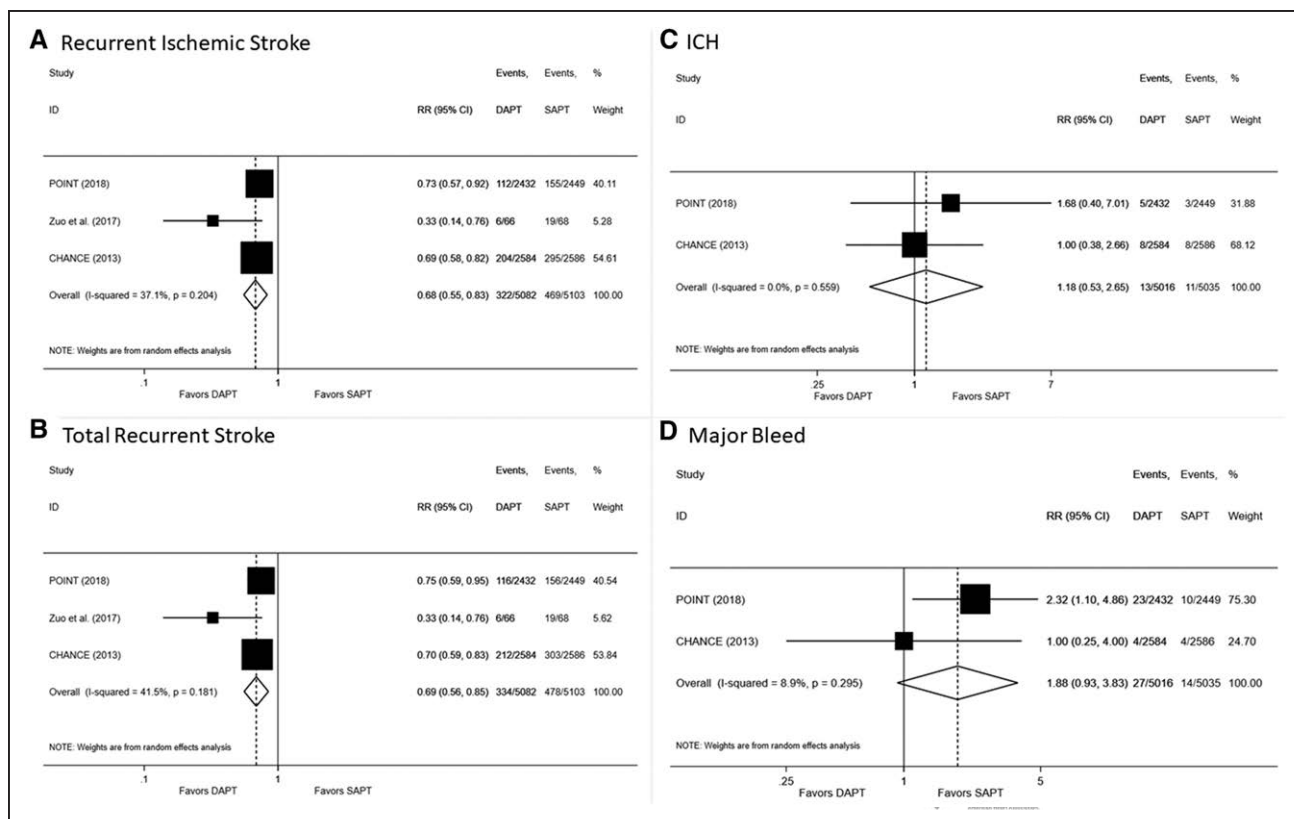 A Recurrent Ischemic Stroke
Study Events, Events, %
ID RR (95% CI) DAPT SAPT Weight
POINT (2018) 0.73 (0.57, 0.92) 112/2432 155/2449 40.11
Zuo et al. (2017) 0.33 (0.14, 0.76) 6/66 19/68 5.28
CHANCE (2013) 0.69 (0.58, 0.82) 204/2584 295/2586 54.61
Overall (I-squared = 37.1%, p = 0.204) 0.68 (0.55, 0.83) 322/5082 469/5103 100.00
NOTE: Weights are from random effects analysis
.1 1
Favors DAPT Favors SAPT
B Total Recurrent Stroke
Study Events, Events, %
ID RR (95% CI) DAPT SAPT Weight
POINT (2018) 0.75 (0.59, 0.95) 116/2432 156/2449 40.54
Zuo et al. (2017) 0.33 (0.14, 0.76) 6/66 19/68 5.62
CHANCE (2013) 0.70 (0.59, 0.83) 212/2584 303/2586 53.84
Overall (I-squared = 41.5%, p = 0.181) 0.69 (0.56, 0.85) 334/5082 478/5103 100.00
NOTE: Weights are from random effects analysis
.1 1
Favors DAPT Favors SAPT
C ICH
Study Events, Events, %
ID RR (95% CI) DAPT SAPT Weight
POINT (2018) 1.68 (0.40, 7.01) 5/2432 3/2449 31.88
CHANCE (2013) 1.00 (0.38, 2.66) 8/2584 8/2586 68.12
Overall (I-squared = 0.0%, p = 0.559) 1.18 (0.53, 2.65) 13/5016 11/5035 100.00
NOTE: Weights are from random effects analysis
.25 1 7
Favors DAPT Favors SAPT
D Major Bleed
Study Events, Events, %
ID RR (95% CI) DAPT SAPT Weight
POINT (2018) 2.32 (1.10, 4.86) 23/2432 10/2449 75.30
CHANCE (2013) 1.00 (0.25, 4.00) 4/2584 4/2586 24.70
Overall (I-squared = 8.9%, p = 0.295) 1.88 (0.93, 3.83) 27/5016 14/5035 100.00
NOTE: Weights are from random effects analysis
.25 1 5
Favors DAPT Favors SAPT